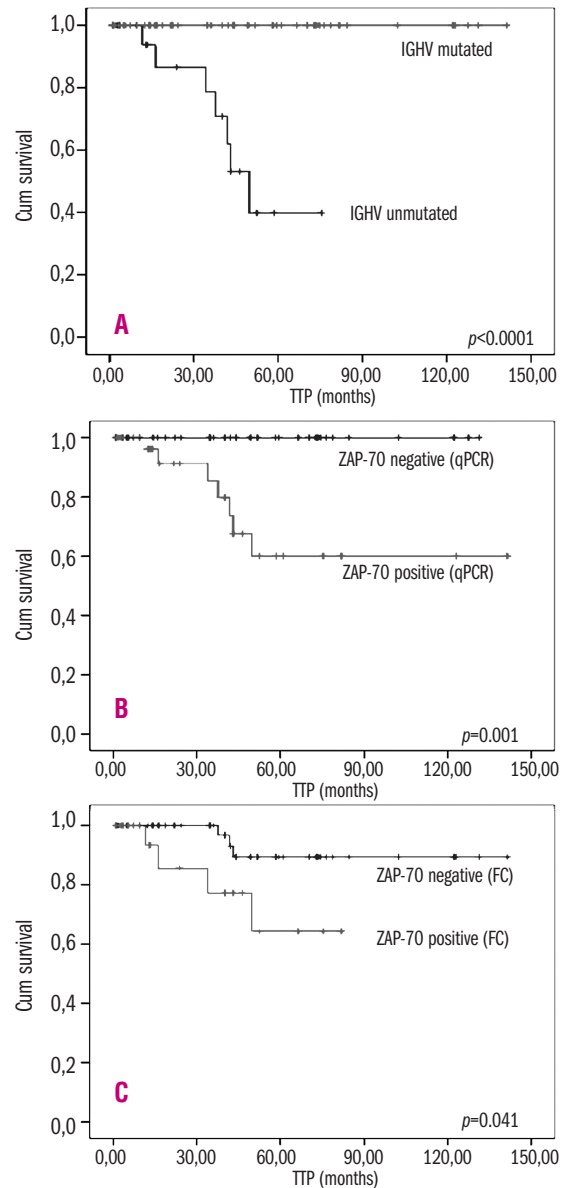 1,0
0,8
0,6
0,4
0,2
0,0
Cum survival
IGHV mutated
IGHV unmutated
A
p<0.0001
0,00 30,00 60,00 90,00 120,00 150,00
TTP (months)
1,0
0,8
0,6
0,4
0,2
0,0
Cum survival
ZAP-70 negative (qPCR)
ZAP-70 positive (qPCR)
B
p=0.001
0,00 30,00 60,00 90,00 120,00 150,00
TTP (months)
1,0
0,8
0,6
0,4
0,2
0,0
Cum survival
ZAP-70 negative (FC)
ZAP-70 positive (FC)
C
p=0.041
0,00 30,00 60,00 90,00 120,00 150,00
TTP (months)